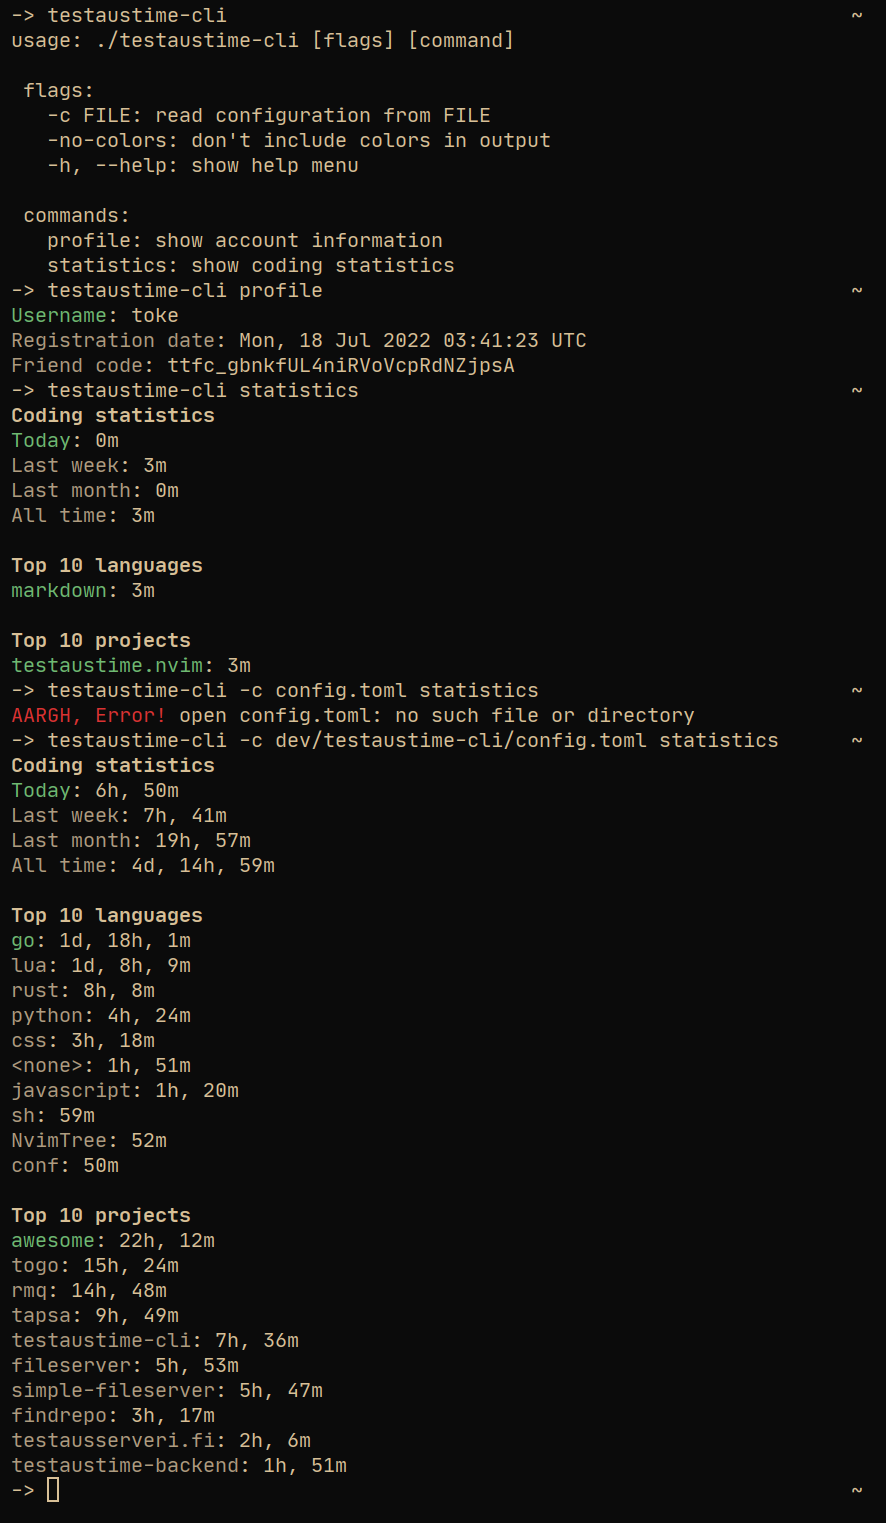 -> testaustime-cli ~
usage: ./testaustime-cli [flags] [command]
flags:
-c FILE: read configuration from FILE
-no-colors: don't include colors in output
-h, --help: show help menu
commands:
profile: show account information
statistics: show coding statistics
-> testaustime-cli profile ~
Username: toke
Registration date: Mon, 18 Jul 2022 03:41:23 UTC
Friend code: ttfc_gbnkfUL4niRVoVcpRdNZjpsA
-> testaustime-cli statistics ~
Coding statistics
Today: 0m
Last week: 3m
Last month: 0m
All time: 3m
Top 10 languages
markdown: 3m
Top 10 projects
testaustime.nvim: 3m
-> testaustime-cli -c config.toml statistics ~
AARGH, Error! open config.toml: no such file or directory
-> testaustime-cli -c dev/testaustime-cli/config.toml statistics ~
Coding statistics
Today: 6h, 50m
Last week: 7h, 41m
Last month: 19h, 57m
All time: 4d, 14h, 59m
Top 10 languages
go: 1d, 18h, 1m
lua: 1d, 8h, 9m
rust: 8h, 8m
python: 4h, 24m
css: 3h, 18m
<none>: 1h, 51m
javascript: 1h, 20m
sh: 59m
NvimTree: 52m
conf: 50m
Top 10 projects
awesome: 22h, 12m
togo: 15h, 24m
rmq: 14h, 48m
tapsa: 9h, 49m
testaustime-cli: 7h, 36m
fileserver: 5h, 53m
simple-fileserver: 5h, 47m
findrepo: 3h, 17m
testausserveri.fi: 2h, 6m
testaustime-backend: 1h, 51m
-> ~